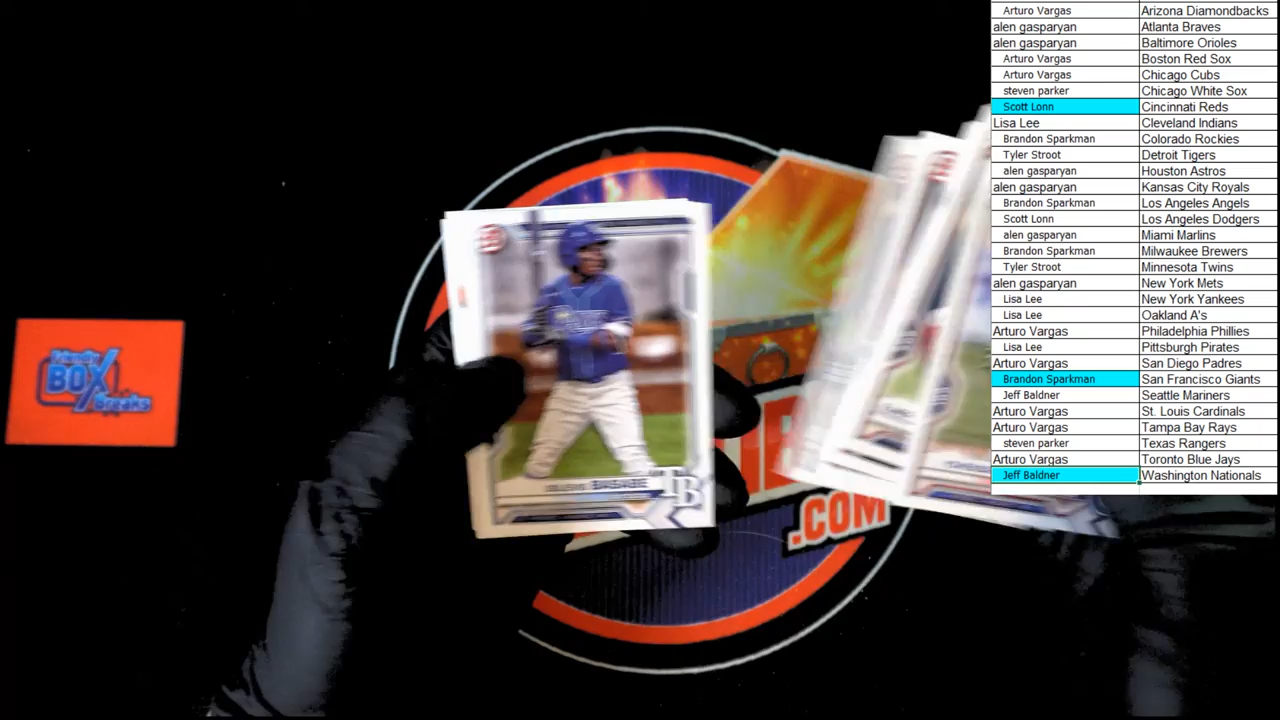 Arturo Vargas Arizona Diamondbacks
alen gasparyan Atlanta Braves
alen gasparyan Baltimore Orioles
Arturo Vargas Boston Red Sox
Arturo Vargas Chicago Cubs
steven parker Chicago White Sox
Scott Lonn Cincinnati Reds
Lisa Lee Cleveland Indians
Brandon Sparkman Colorado Rockies
Tyler Stroot Detroit Tigers
alen gasparyan Houston Astros
alen gasparyan Kansas City Royals
Brandon Sparkman Los Angeles Angels
Scott Lonn Los Angeles Dodgers
alen gasparyan Miami Marlins
Brandon Sparkman Milwaukee Brewers
Tyler Stroot Minnesota Twins
alen gasparyan New York Mets
Lisa Lee New York Yankees
Lisa Lee Oakland A's
Arturo Vargas Philadelphia Phillies
Lisa Lee Pittsburgh Pirates
Arturo Vargas San Diego Padres
Brandon Sparkman San Francisco Giants
Jeff Baldner Seattle Mariners
Arturo Vargas St. Louis Cardinals
Arturo Vargas Tampa Bay Rays
steven parker Texas Rangers
Arturo Vargas Toronto Blue Jays
Jeff Baldner Washington Nationals
Friendly
BOX
Breaks
BASABE
TB
.COM